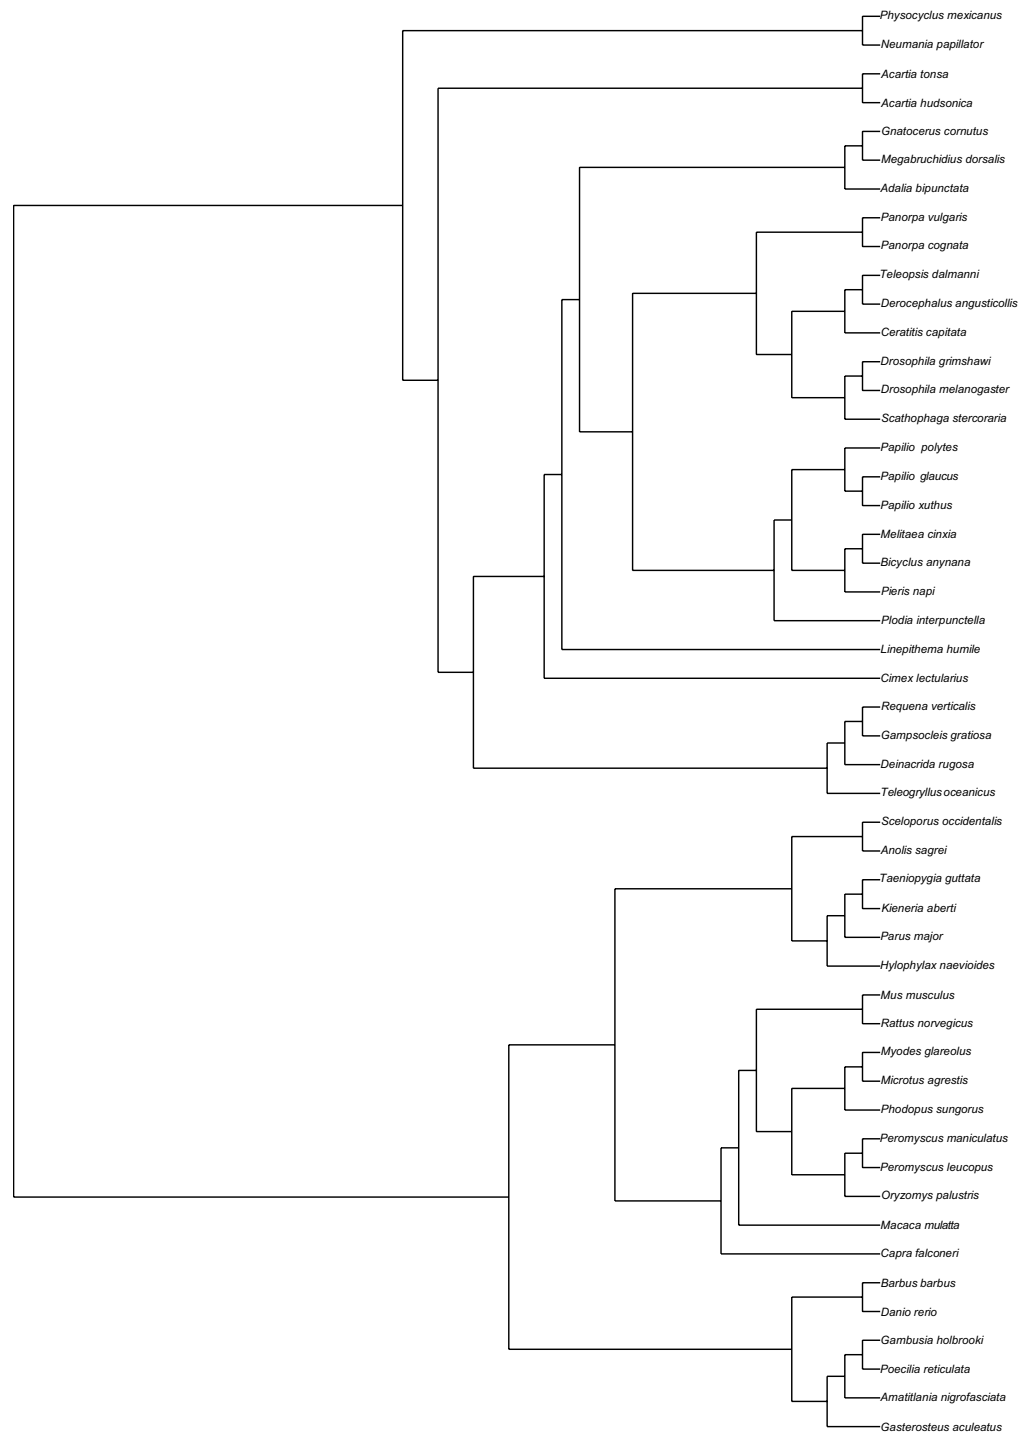 Physocyclus mexicanus
Neumania papillator
Acartia tonsa
Acartia hudsonica
Gnatocerus cornutus
Megabruchidius dorsalis
Adalia bipunctata
Panorpa vulgaris
Panorpa cognata
Teleopsis dalmanni
Derocephalus angusticollis
Ceratitis capitata
Drosophila grimshawi
Drosophila melanogaster
Scathophaga stercoraria
Papilio polytes
Papilio glaucus
Papilio xuthus
Melitaea cinxia
Bicyclus anynana
Pieris napi
Plodia interpunctella
Linepithema humile
Cimex lectularius
Requena verticalis
Gampsocleis gratiosa
Deinacrida rugosa
Teleogryllus oceanicus
Sceloporus occidentalis
Anolis sagrei
Taeniopygia guttata
Kieneria aberti
Parus major
Hylophylax naevioides
Mus musculus
Rattus norvegicus
Myodes glareolus
Microtus agrestis
Phodopus sungorus
Peromyscus maniculatus
Peromyscus leucopus
Oryzomys palustris
Macaca mulatta
Capra falconeri
Barbus barbus
Danio rerio
Gambusia holbrooki
Poecilia reticulata
Amatitlania nigrofasciata
Gasterosteus aculeatus